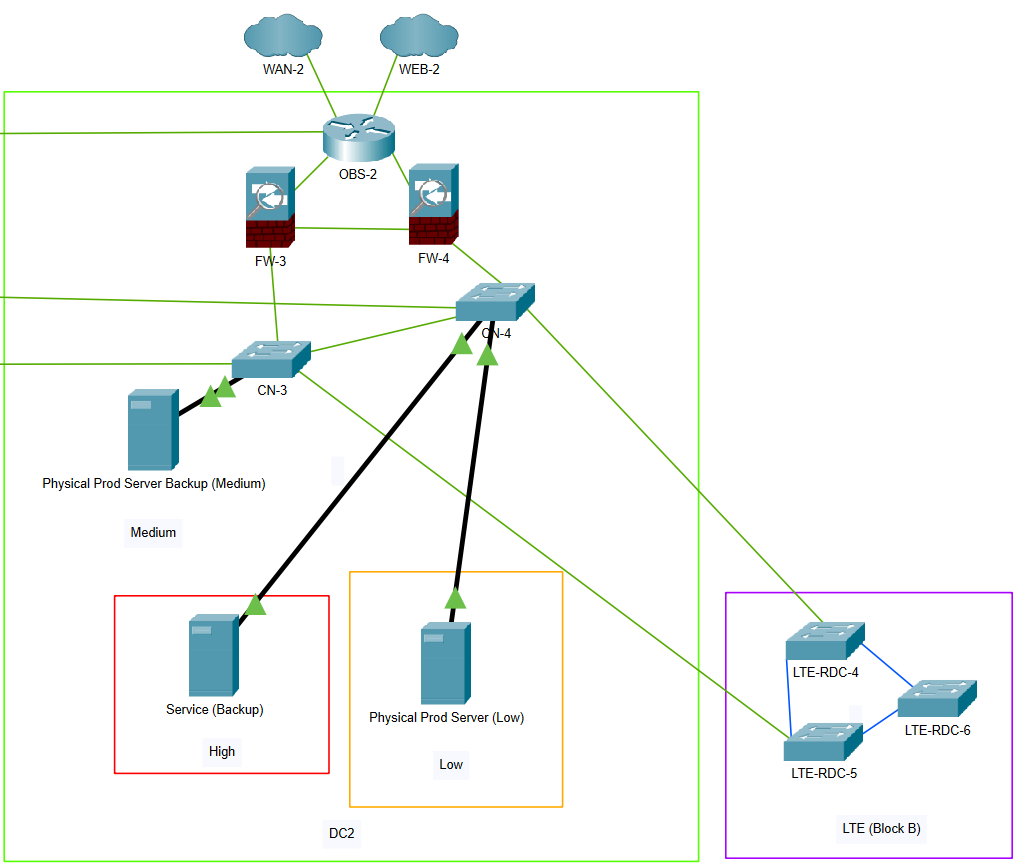 WAN-2
WEB-2
OBS-2
FW-3
FW-4
CN-4
CN-3
Physical Prod Server Backup (Medium)
Medium
Service (Backup)
High
Physical Prod Server (Low)
Low
DC2
LTE-RDC-4
LTE-RDC-6
LTE-RDC-5
LTE (Block B)